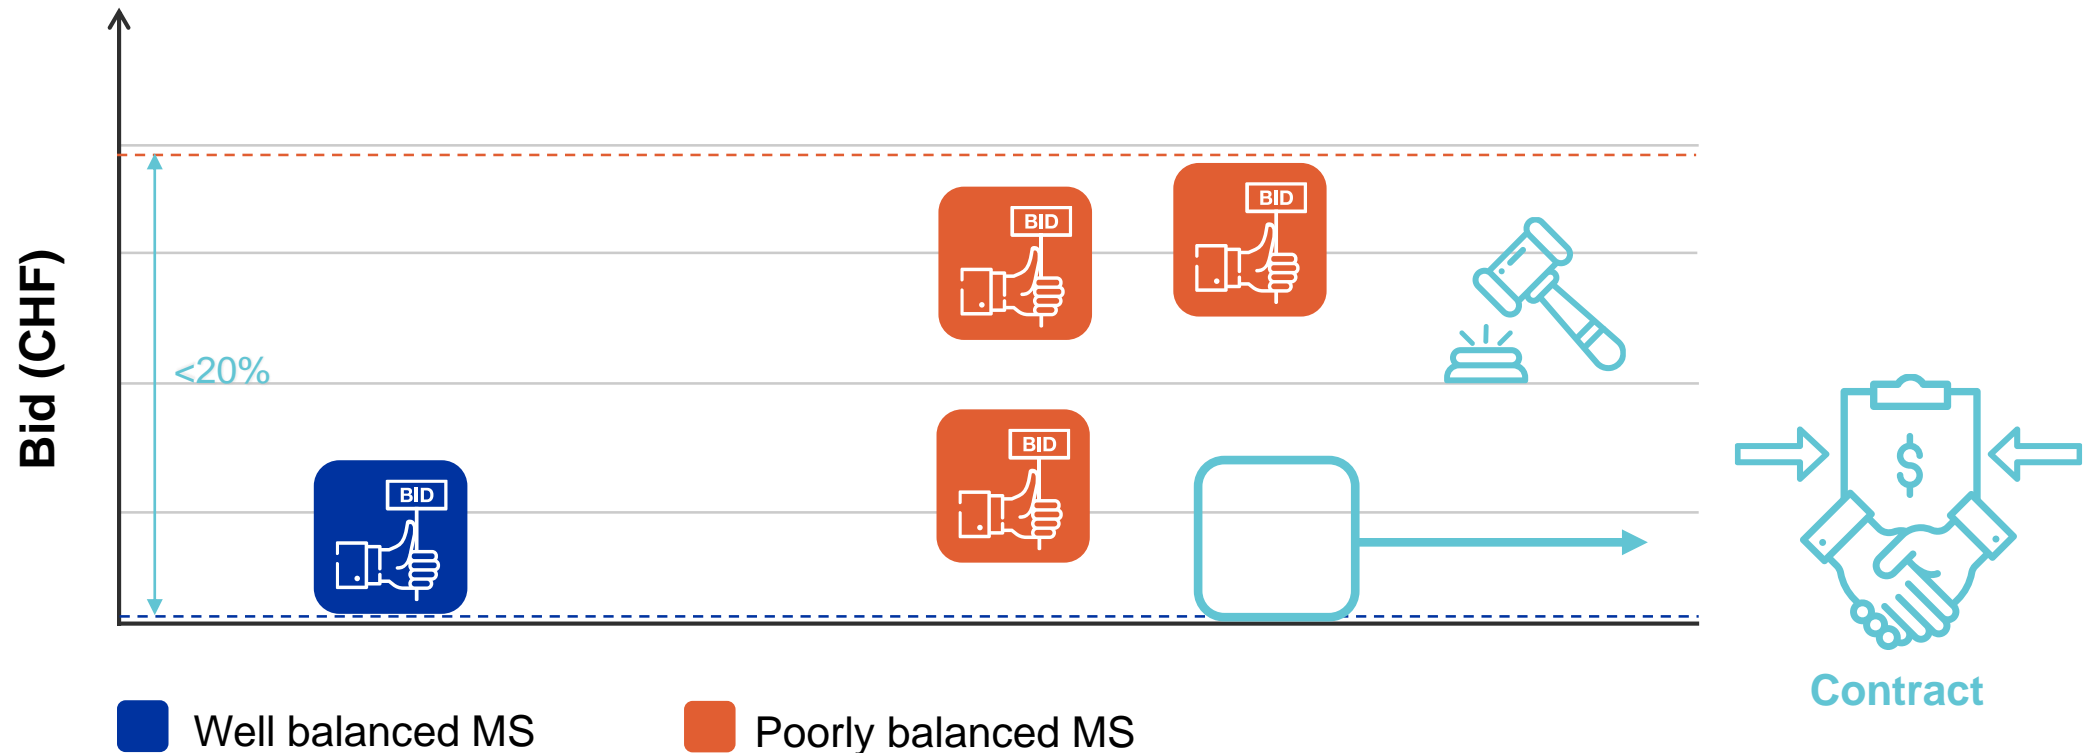 BID
BID
Bid (CHF)
<20%
BID
BID
$
Contract
Well balanced MS
Poorly balanced MS